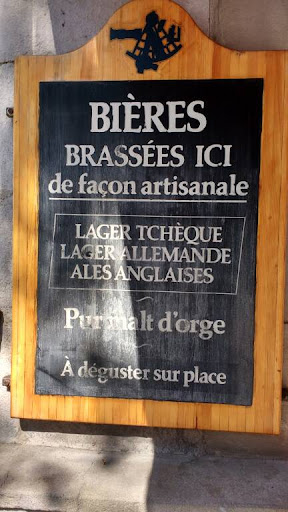 BIÈRES
BRASSÉES ICI
de façon artisanale
LAGER TCHÈQUE
LAGER ALLEMANDE
ALES ANGLAISES
Pur malt d'orge
À déguster sur place